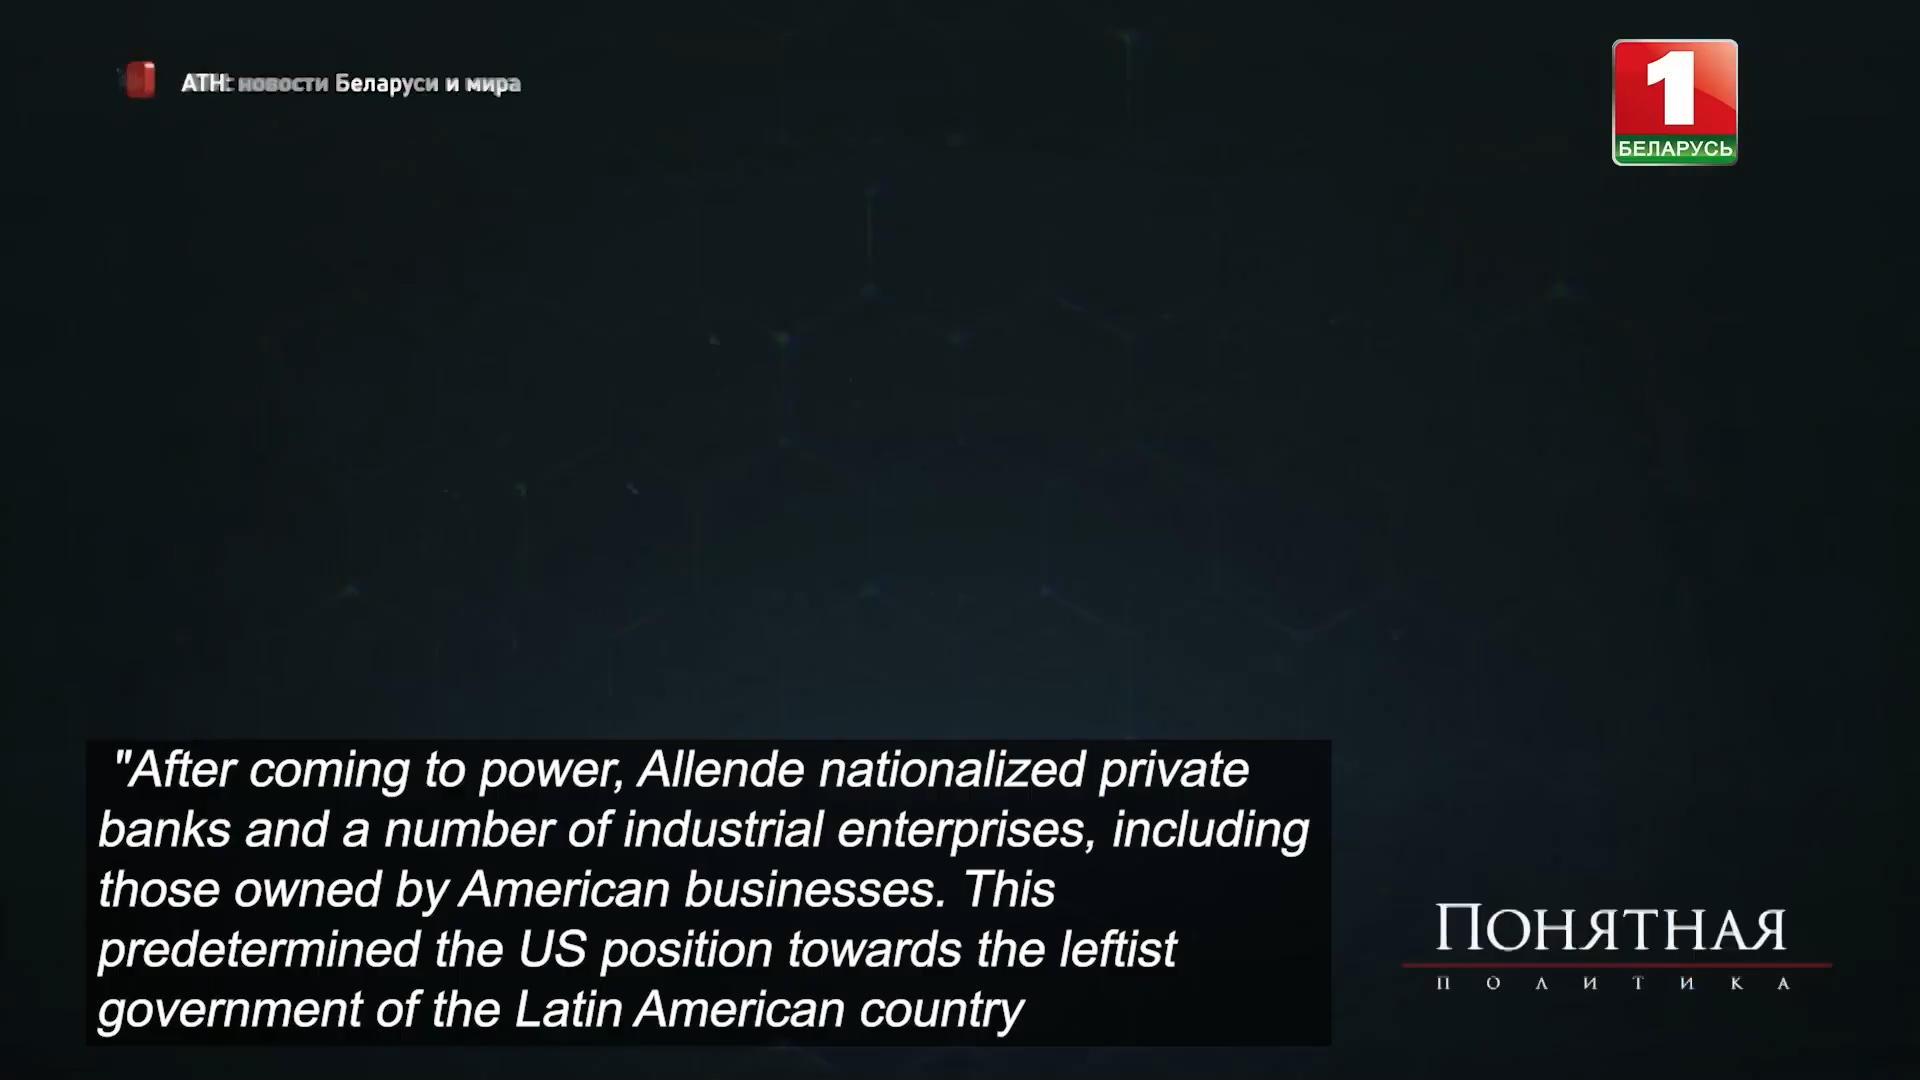 АТН: новости Беларуси и мира
1
БЕЛАРУСЬ
"After coming to power, Allende nationalized private
banks and a number of industrial enterprises, including
those owned by American businesses. This
predetermined the US position towards the leftist
government of the Latin American country
ПОНЯТНАЯ
ПОЛИТИКА